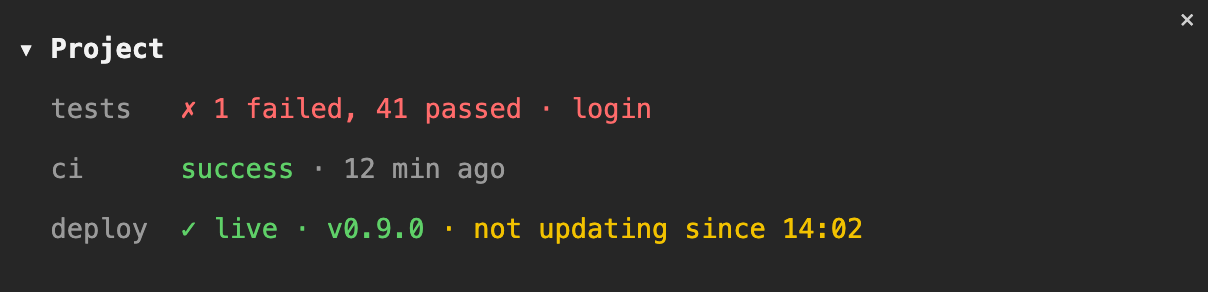 ×
▼ Project
tests ✗ 1 failed, 41 passed · login
ci success · 12 min ago
deploy ✓ live · v0.9.0 · not updating since 14:02